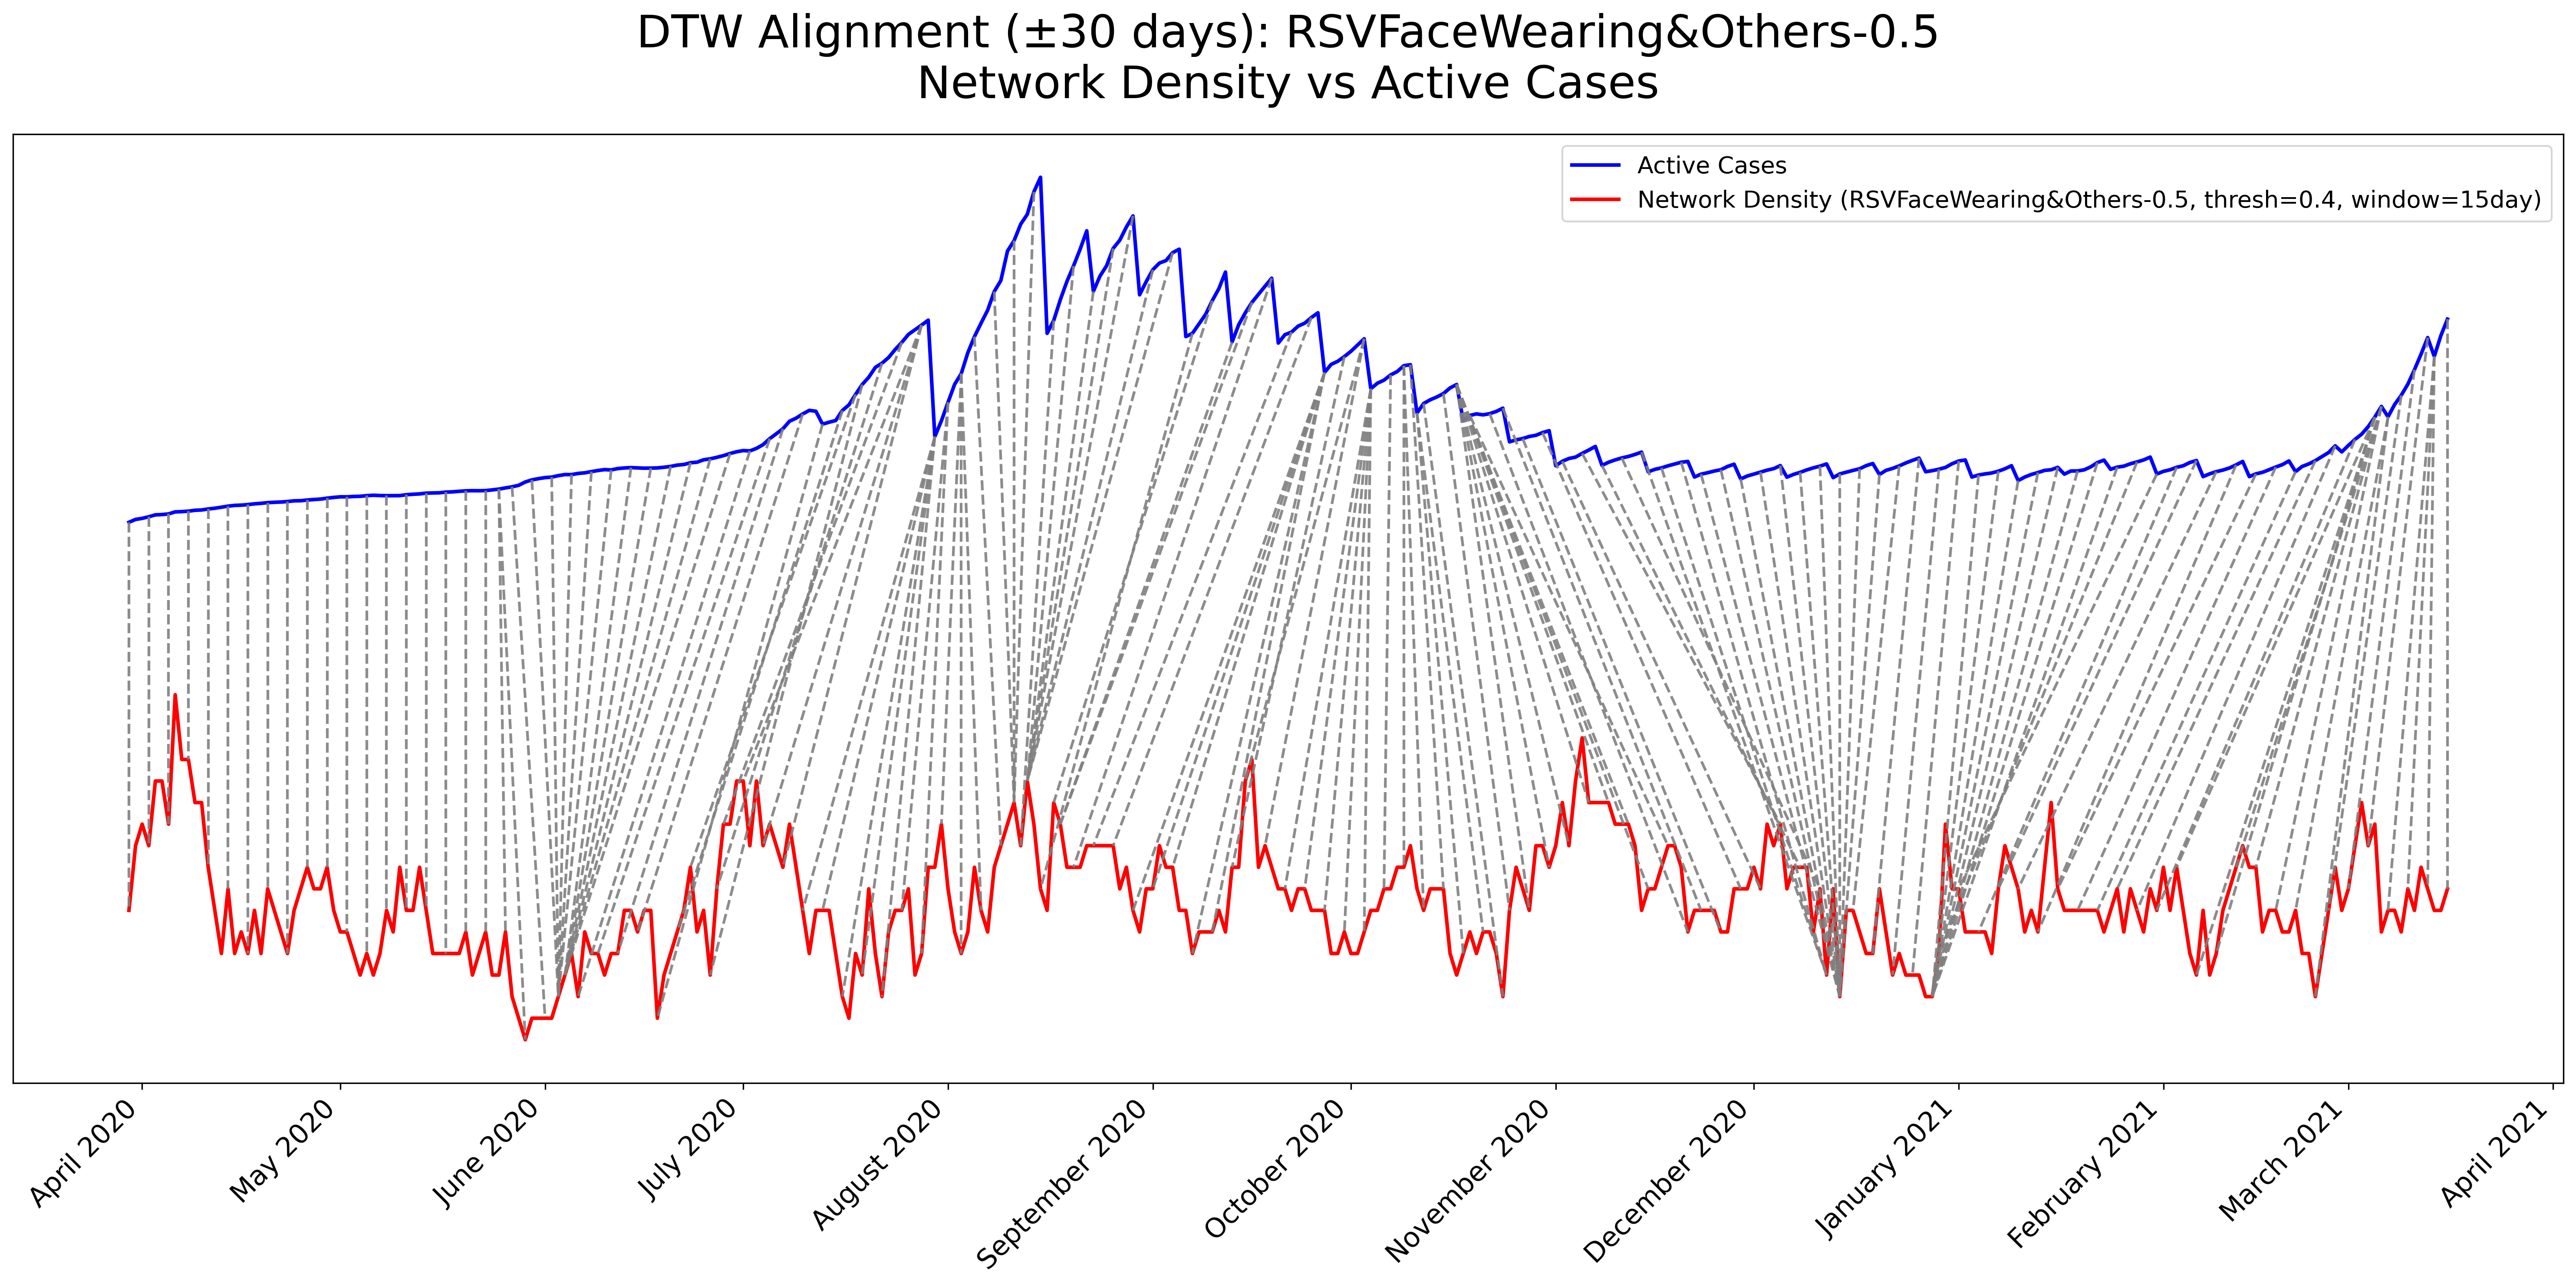 DTW Alignment (±30 days): RSVFaceWearing&Others-0.5
Network Density vs Active Cases
Active Cases
Network Density (RSVFaceWearing&Others-0.5, thresh=0.4, window=15day)
April 2020
May 2020
June 2020
July 2020
August 2020
September 2020
October 2020
November 2020
December 2020
January 2021
February 2021
March 2021
April 2021